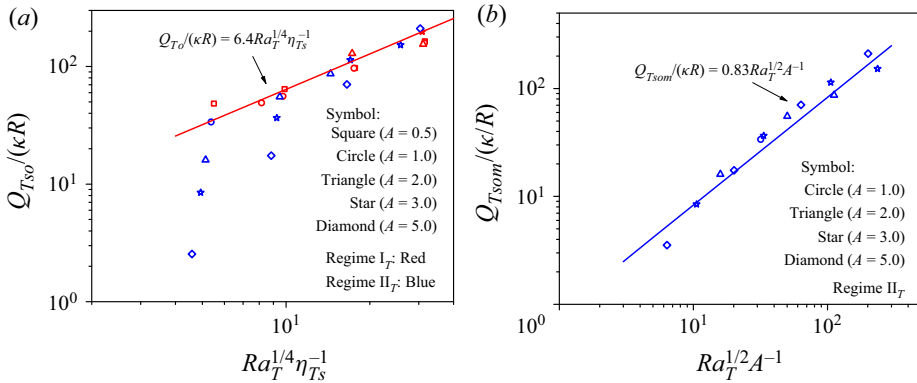 (a)
Q_{To}/(κR) = 6.4Ra_T^{1/4}η_{Ts}^{-1}
Symbol:
Square (A = 0.5)
Circle (A = 1.0)
Triangle (A = 2.0)
Star (A = 3.0)
Diamond (A = 5.0)
Regime I_T: Red
Regime II_T: Blue
Q_{Tso}/(κR)
10^2
10^1
10^0
10^1
Ra_T^{1/4}η_{Ts}^{-1}
(b)
Q_{Tsom}/(κR) = 0.83Ra_T^{1/2}A^{-1}
Symbol:
Circle (A = 1.0)
Triangle (A = 2.0)
Star (A = 3.0)
Diamond (A = 5.0)
Regime II_T
Q_{Tsom}/(κ/R)
10^2
10^1
10^0
10^1
10^2
Ra_T^{1/2}A^{-1}